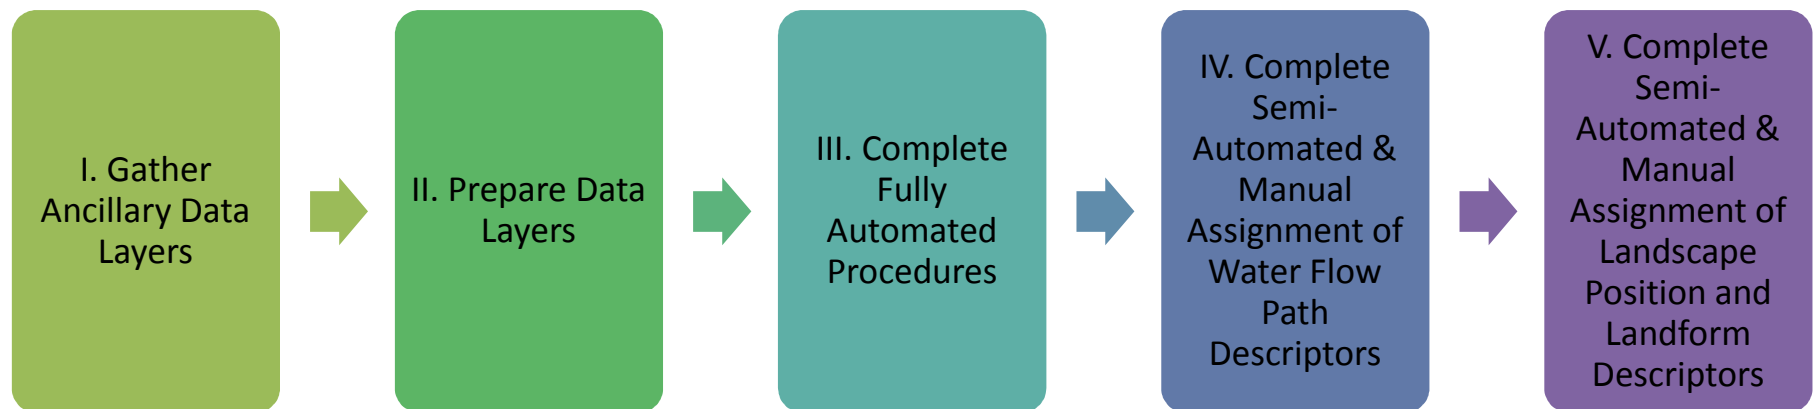 I. Gather
Ancillary Data
Layers
II. Prepare Data
Layers
III. Complete
Fully
Automated
Procedures
IV. Complete
Semi-
Automated &
Manual
Assignment of
Water Flow
Path
Descriptors
V. Complete
Semi-
Automated &
Manual
Assignment of
Landscape
Position and
Landform
Descriptors